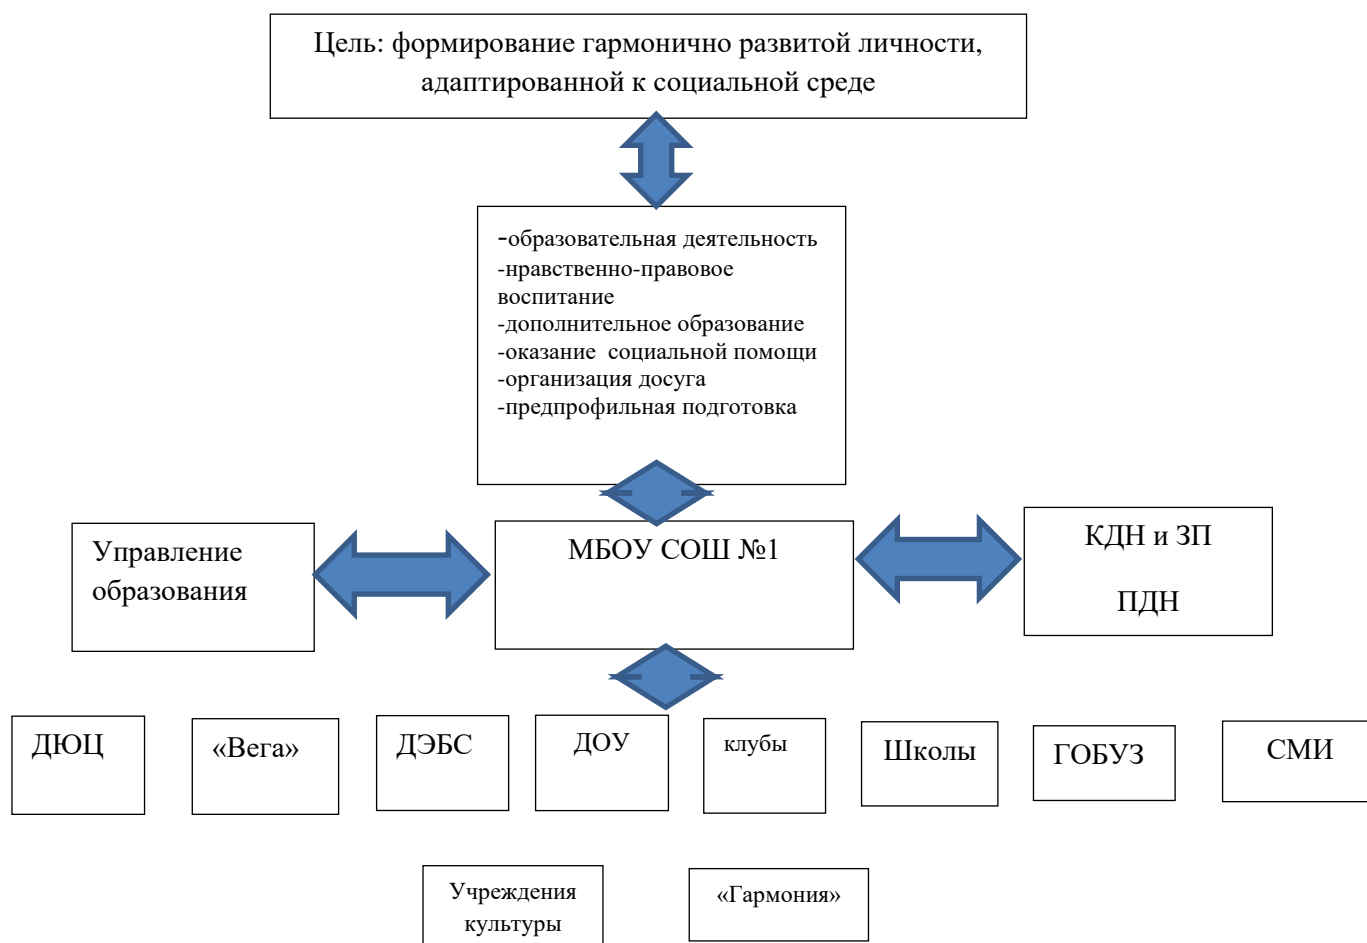 Цель: формирование гармонично развитой личности,
адаптированной к социальной среде
-образовательная деятельность
-нравственно-правовое
воспитание
-дополнительное образование
-оказание  социальной помощи
-организация досуга
-предпрофильная подготовка
Управление
образования
МБОУ СОШ №1
КДН и ЗП
ПДН
ДЮЦ
«Вега»
ДЭБС
ДОУ
клубы
Школы
ГОБУЗ
СМИ
Учреждения
культуры
«Гармония»